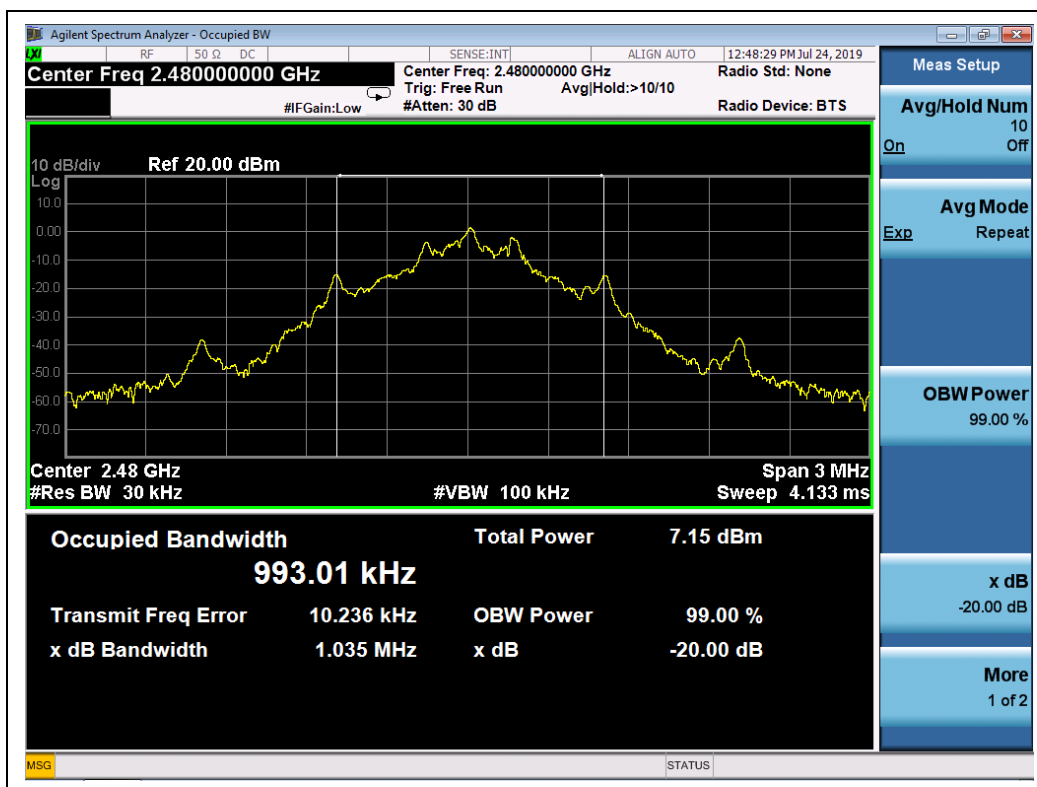 Agilent Spectrum Analyzer - Occupied BW
LXI
RF
50 Ω
DC
SENSE:INT
ALIGN AUTO
12:48:29 PM Jul 24, 2019
Center Freq 2.480000000 GHz
#IFGain:Low
Center Freq: 2.480000000 GHz
Trig: Free Run
Avg|Hold:>10/10
#Atten: 30 dB
Radio Std: None
Radio Device: BTS
10 dB/div
Ref 20.00 dBm
Log
10.0
0.00
-10.0
-20.0
-30.0
-40.0
-50.0
-60.0
-70.0
Center 2.48 GHz
Span 3 MHz
#Res BW 30 kHz
#VBW 100 kHz
Sweep 4.133 ms
Occupied Bandwidth
993.01 kHz
Total Power 7.15 dBm
Transmit Freq Error 10.236 kHz
OBW Power 99.00 %
x dB Bandwidth 1.035 MHz
x dB -20.00 dB
Meas Setup
Avg/Hold Num
10
On Off
Avg Mode
Exp Repeat
OBW Power
99.00 %
x dB
-20.00 dB
More
1 of 2
MSG
STATUS